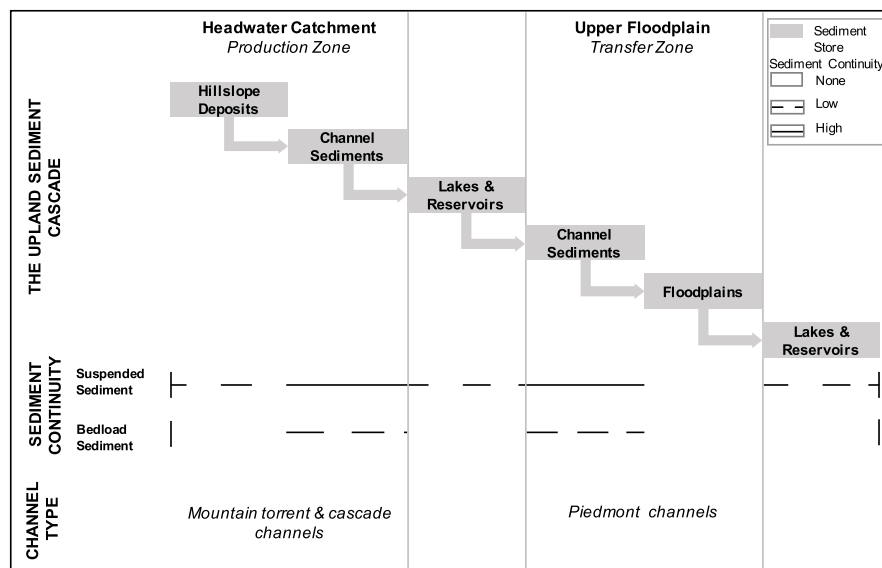 Headwater Catchment
Production Zone
Upper Floodplain
Transfer Zone
Sediment
Store
Sediment Continuity
None
Low
High
THE UPLAND SEDIMENT
CASCADE
Hillslope
Deposits
Channel
Sediments
Lakes &
Reservoirs
Channel
Sediments
Floodplains
Lakes &
Reservoirs
SEDIMENT
CONTINUITY
Suspended
Sediment
Bedload
Sediment
CHANNEL
TYPE
Mountain torrent & cascade
channels
Piedmont channels